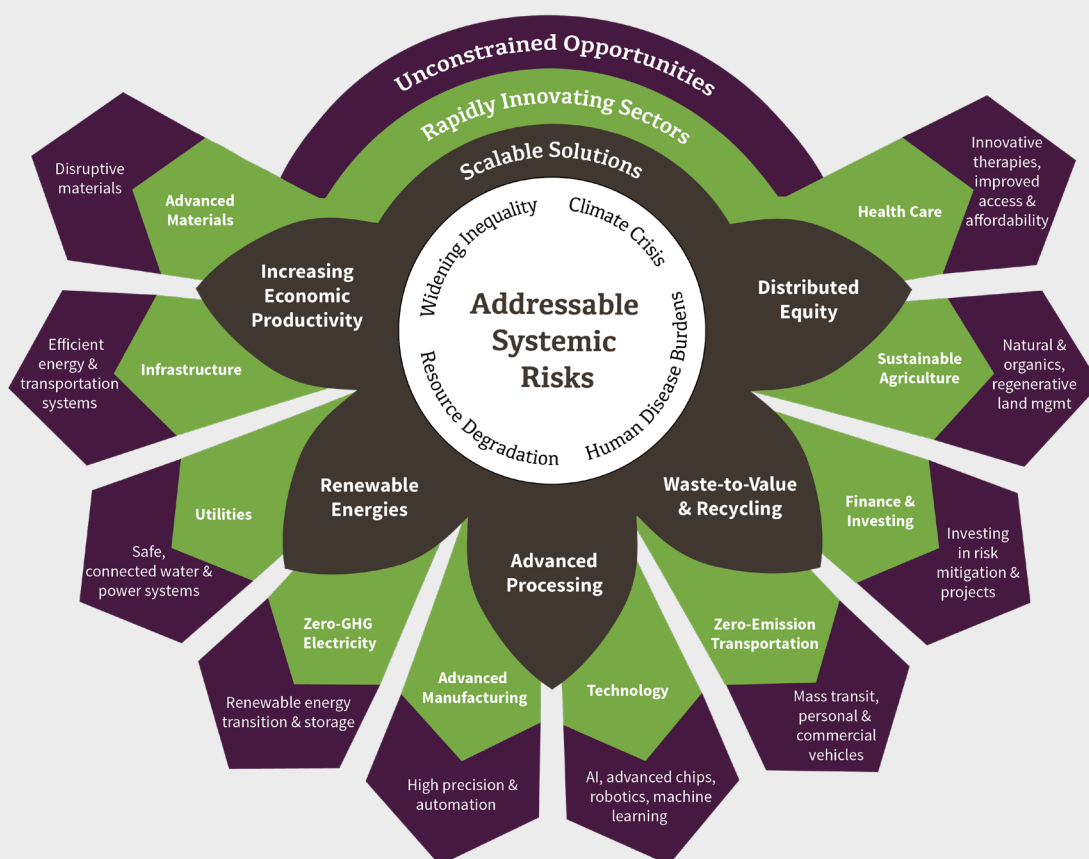 Unconstrained Opportunities
Rapidly Innovating Sectors
Scalable Solutions
Widening Inequality
Climate Crisis
Human Disease Burdens
Resource Degradation
Addressable
Systemic
Risks
Increasing
Economic
Productivity
Distributed
Equity
Renewable
Energies
Waste-to-Value
& Recycling
Advanced
Processing
Disruptive
materials
Advanced
Materials
Efficient
energy &
transportation
systems
Infrastructure
Safe,
connected water &
power systems
Utilities
Renewable energy
transition & storage
Zero-GHG
Electricity
High precision &
automation
Advanced
Manufacturing
AI, advanced chips,
robotics, machine
learning
Technology
Mass transit,
personal &
commercial
vehicles
Zero-Emission
Transportation
Investing
in risk
mitigation &
projects
Finance &
Investing
Natural &
organics,
regenerative
land mgmt
Sustainable
Agriculture
Innovative
therapies,
improved
access &
affordability
Health Care